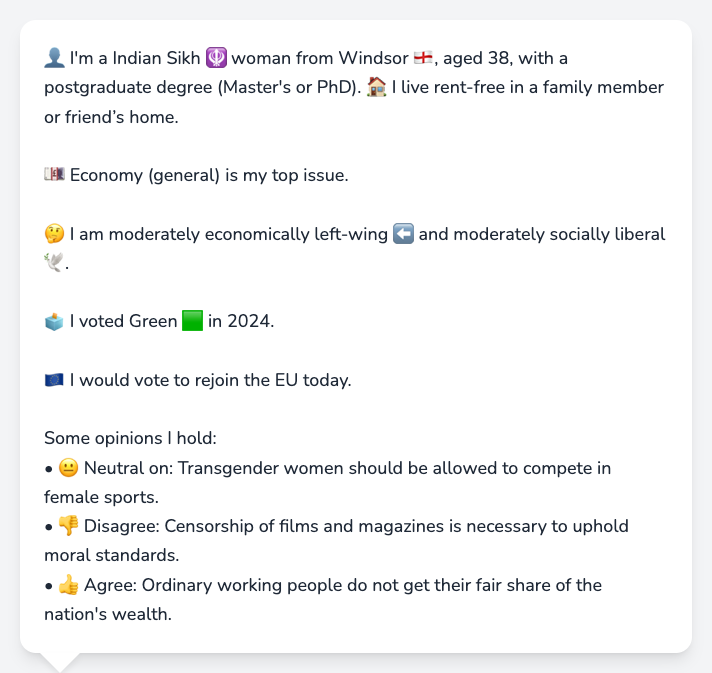 👤 I'm a Indian Sikh 🪯 woman from Windsor 🏴󠁧󠁢󠁥󠁮󠁧󠁿, aged 38, with a
postgraduate degree (Master's or PhD). 🏠 I live rent-free in a family member
or friend’s home.
💷 Economy (general) is my top issue.
🤔 I am moderately economically left-wing ⬅️ and moderately socially liberal
🕊️.
🗳️ I voted Green 🟩 in 2024.
🇪🇺 I would vote to rejoin the EU today.
Some opinions I hold:
• 😐 Neutral on: Transgender women should be allowed to compete in
female sports.
• 👎 Disagree: Censorship of films and magazines is necessary to uphold
moral standards.
• 👍 Agree: Ordinary working people do not get their fair share of the
nation's wealth.